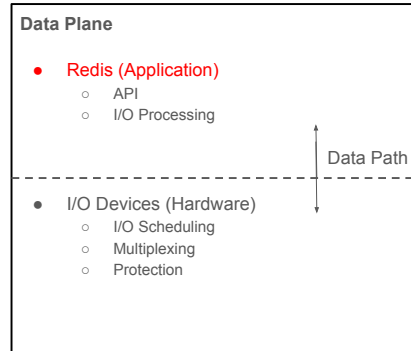 Data Plane
● Redis (Application)
○ API
○ I/O Processing
Data Path
● I/O Devices (Hardware)
○ I/O Scheduling
○ Multiplexing
○ Protection